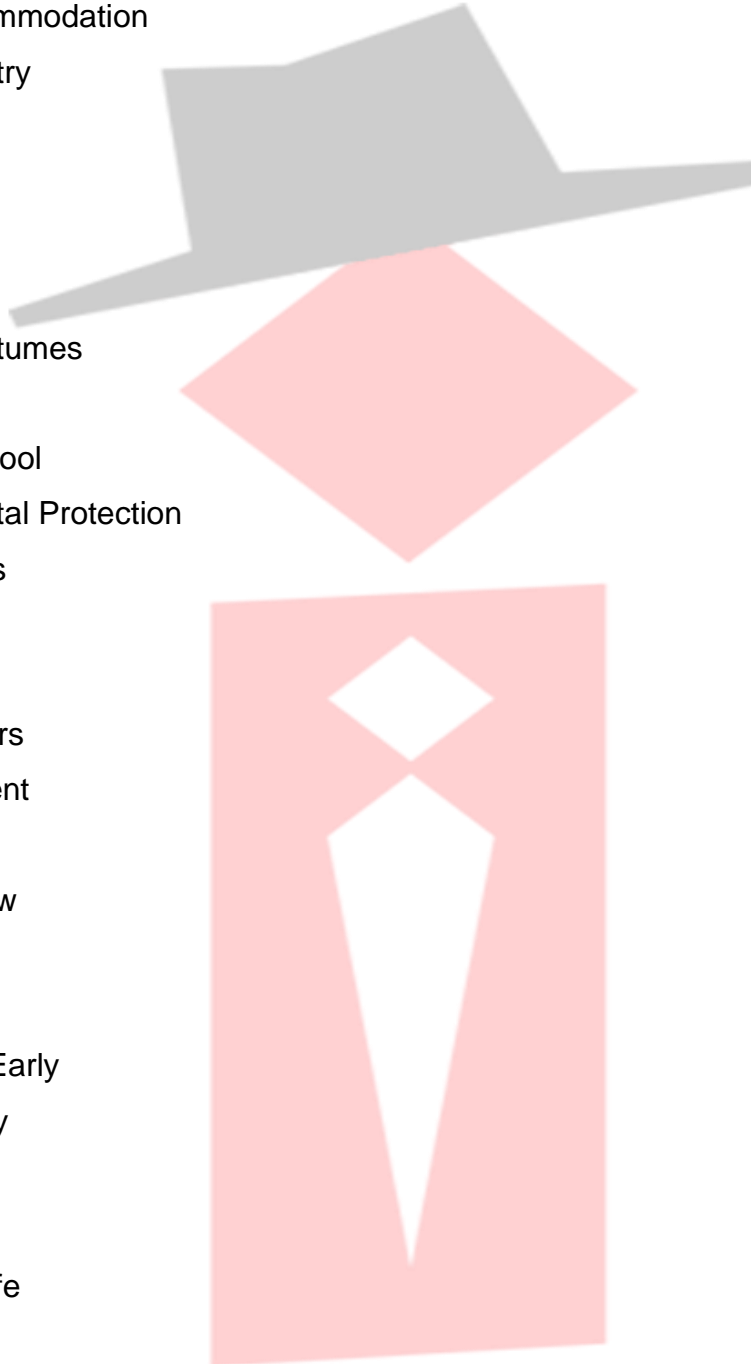 mmodation
try
tumes
ool
tal Protection
s
rs
ent
w
Early
y
fe